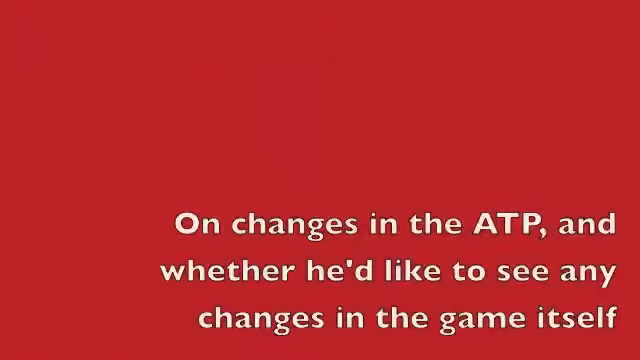 On changes in the ATP, and
whether he'd like to see any
changes in the game itself